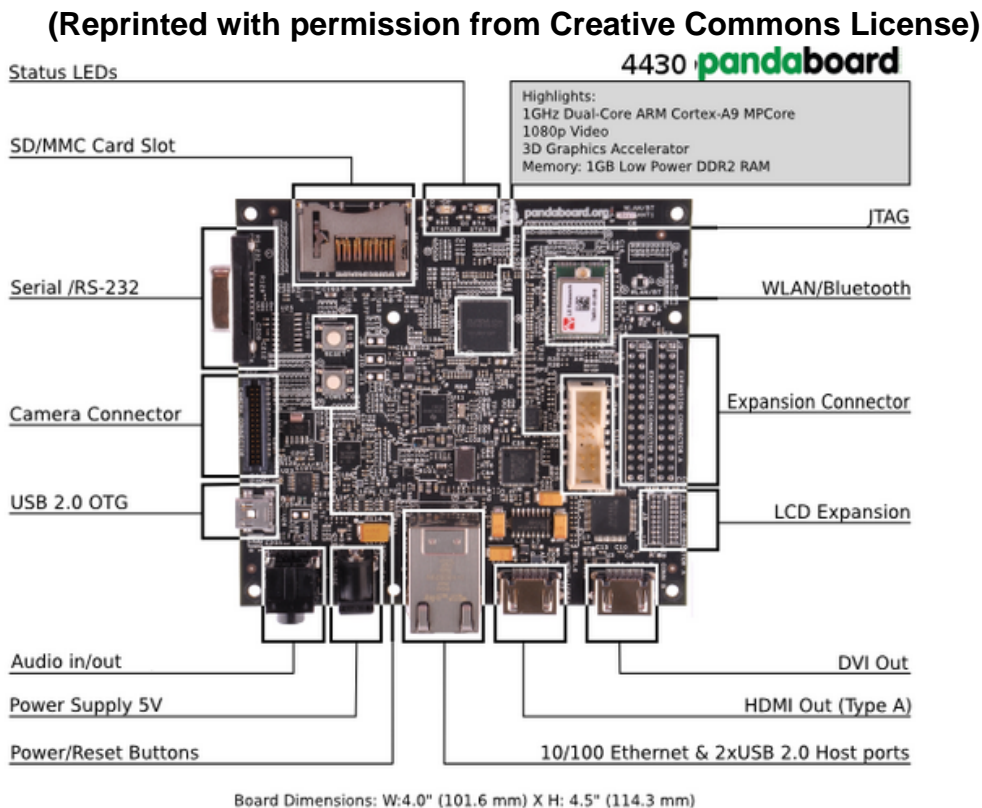 (Reprinted with permission from Creative Commons License)
4430 pandaboard
Status LEDs
Highlights:
1GHz Dual-Core ARM Cortex-A9 MPCore
1080p Video
3D Graphics Accelerator
Memory: 1GB Low Power DDR2 RAM
SD/MMC Card Slot
pandaboard.org
JTAG
Serial /RS-232
WLAN/Bluetooth
RESET
Camera Connector
Expansion Connector
USB 2.0 OTG
LCD Expansion
Audio in/out
DVI Out
Power Supply 5V
HDMI Out (Type A)
Power/Reset Buttons
10/100 Ethernet & 2xUSB 2.0 Host ports
Board Dimensions: W:4.0" (101.6 mm) X H: 4.5" (114.3 mm)